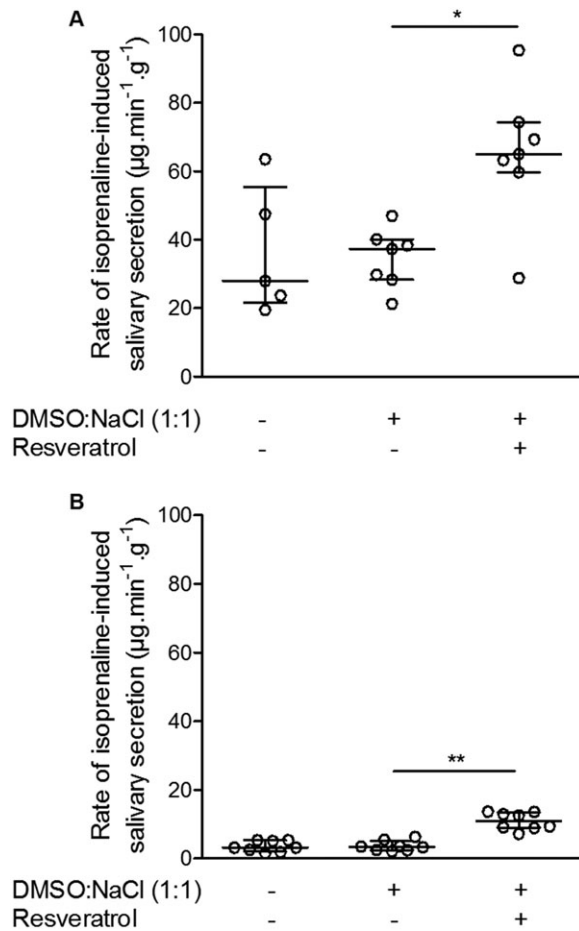 A
Rate of isoprenaline-induced
salivary secretion (µg.min⁻¹.g⁻¹)
100
80
60
40
20
0
*
DMSO:NaCl (1:1) - + +
Resveratrol - - +
B
Rate of isoprenaline-induced
salivary secretion (µg.min⁻¹.g⁻¹)
100
80
60
40
20
0
**
DMSO:NaCl (1:1) - + +
Resveratrol - - +